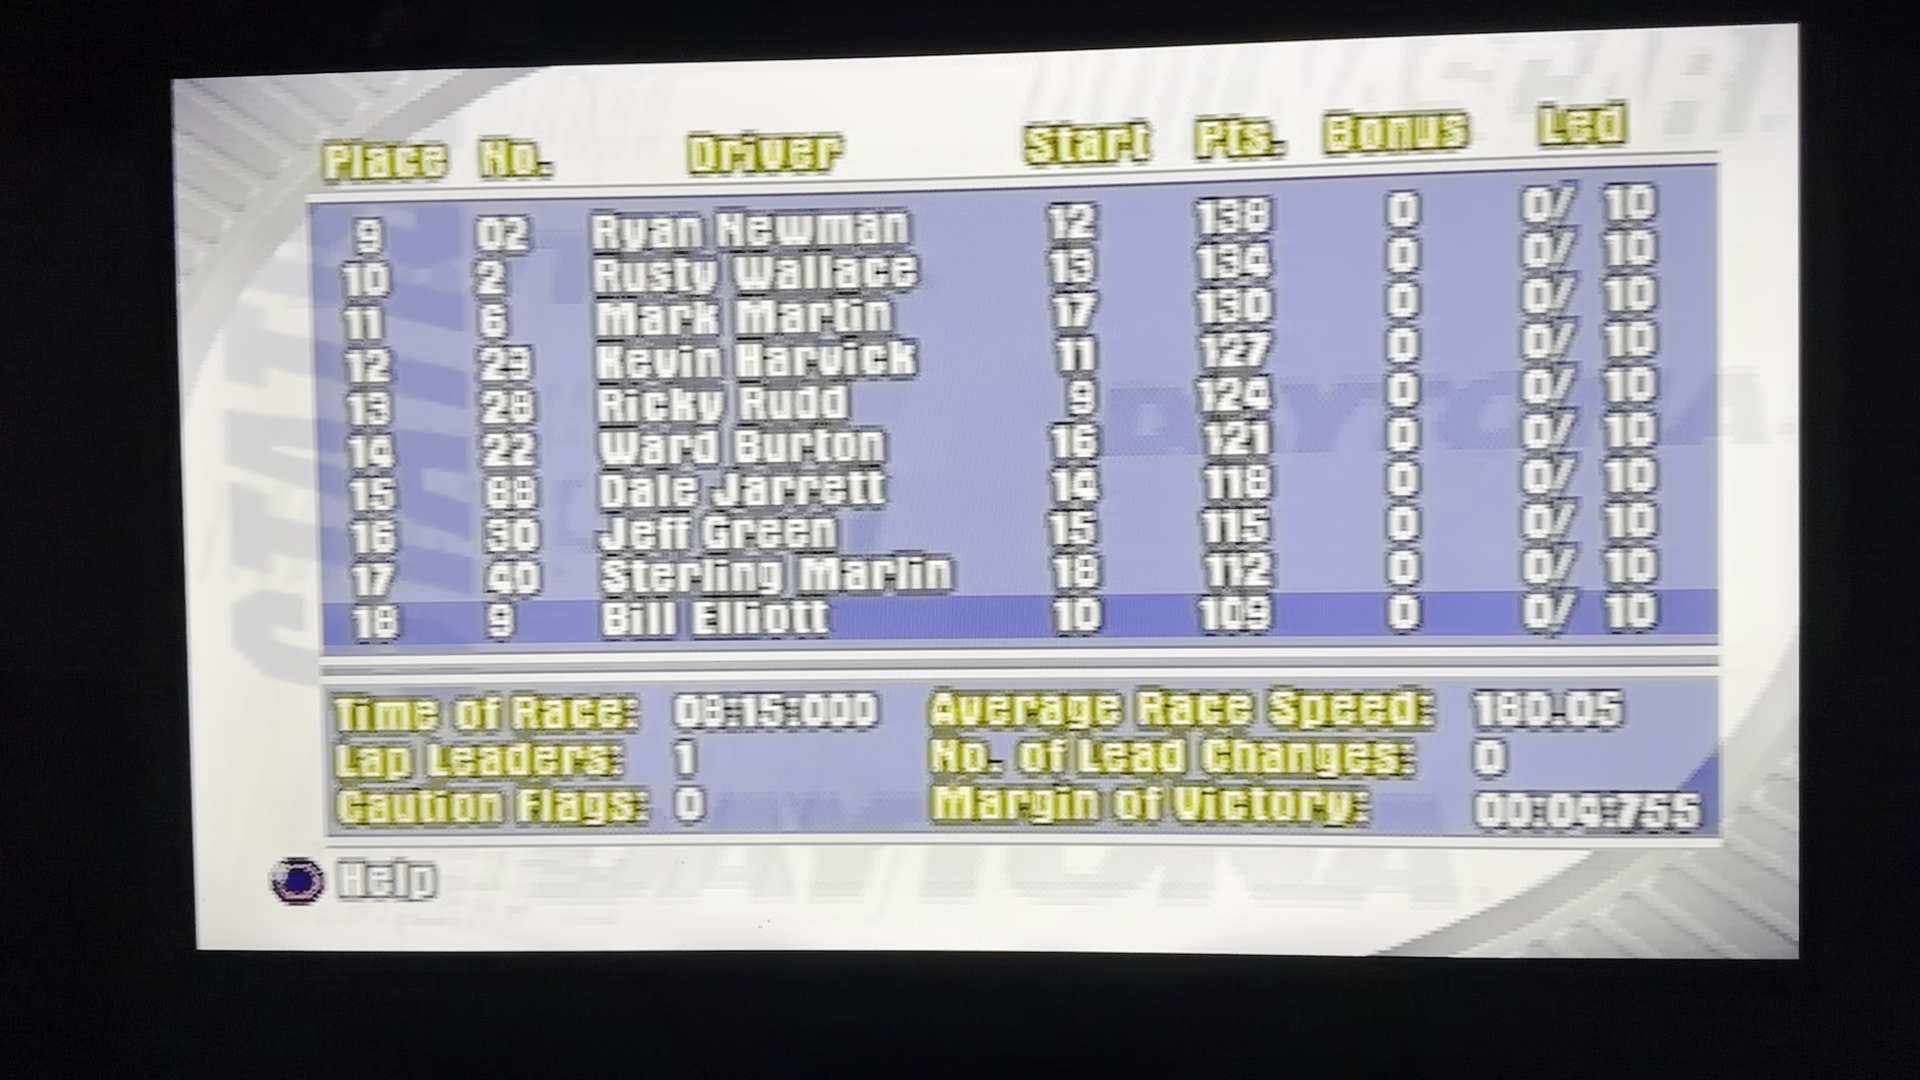 NASCAR.
Place No. Driver Start Pts. Bonus Led
9 02 Ryan Newman 12 138 0 0/ 10
10 2 Rusty Wallace 13 134 0 0/ 10
11 6 Mark Martin 17 130 0 0/ 10
12 29 Kevin Harvick 11 127 0 0/ 10
13 28 Ricky Rudd 9 124 0 0/ 10
14 22 Ward Burton 16 121 0 0/ 10
15 88 Dale Jarrett 14 118 0 0/ 10
16 30 Jeff Green 15 115 0 0/ 10
17 40 Sterling Marlin 18 112 0 0/ 10
18 9 Bill Elliott 10 109 0 0/ 10
DAYTONA.
Time of Race: 08:15:000 Average Race Speed: 180.05
Lap Leaders: 1 No. of Lead Changes: 0
Caution Flags: 0 Margin of Victory: 00:04:755
Help
DAYTONA.